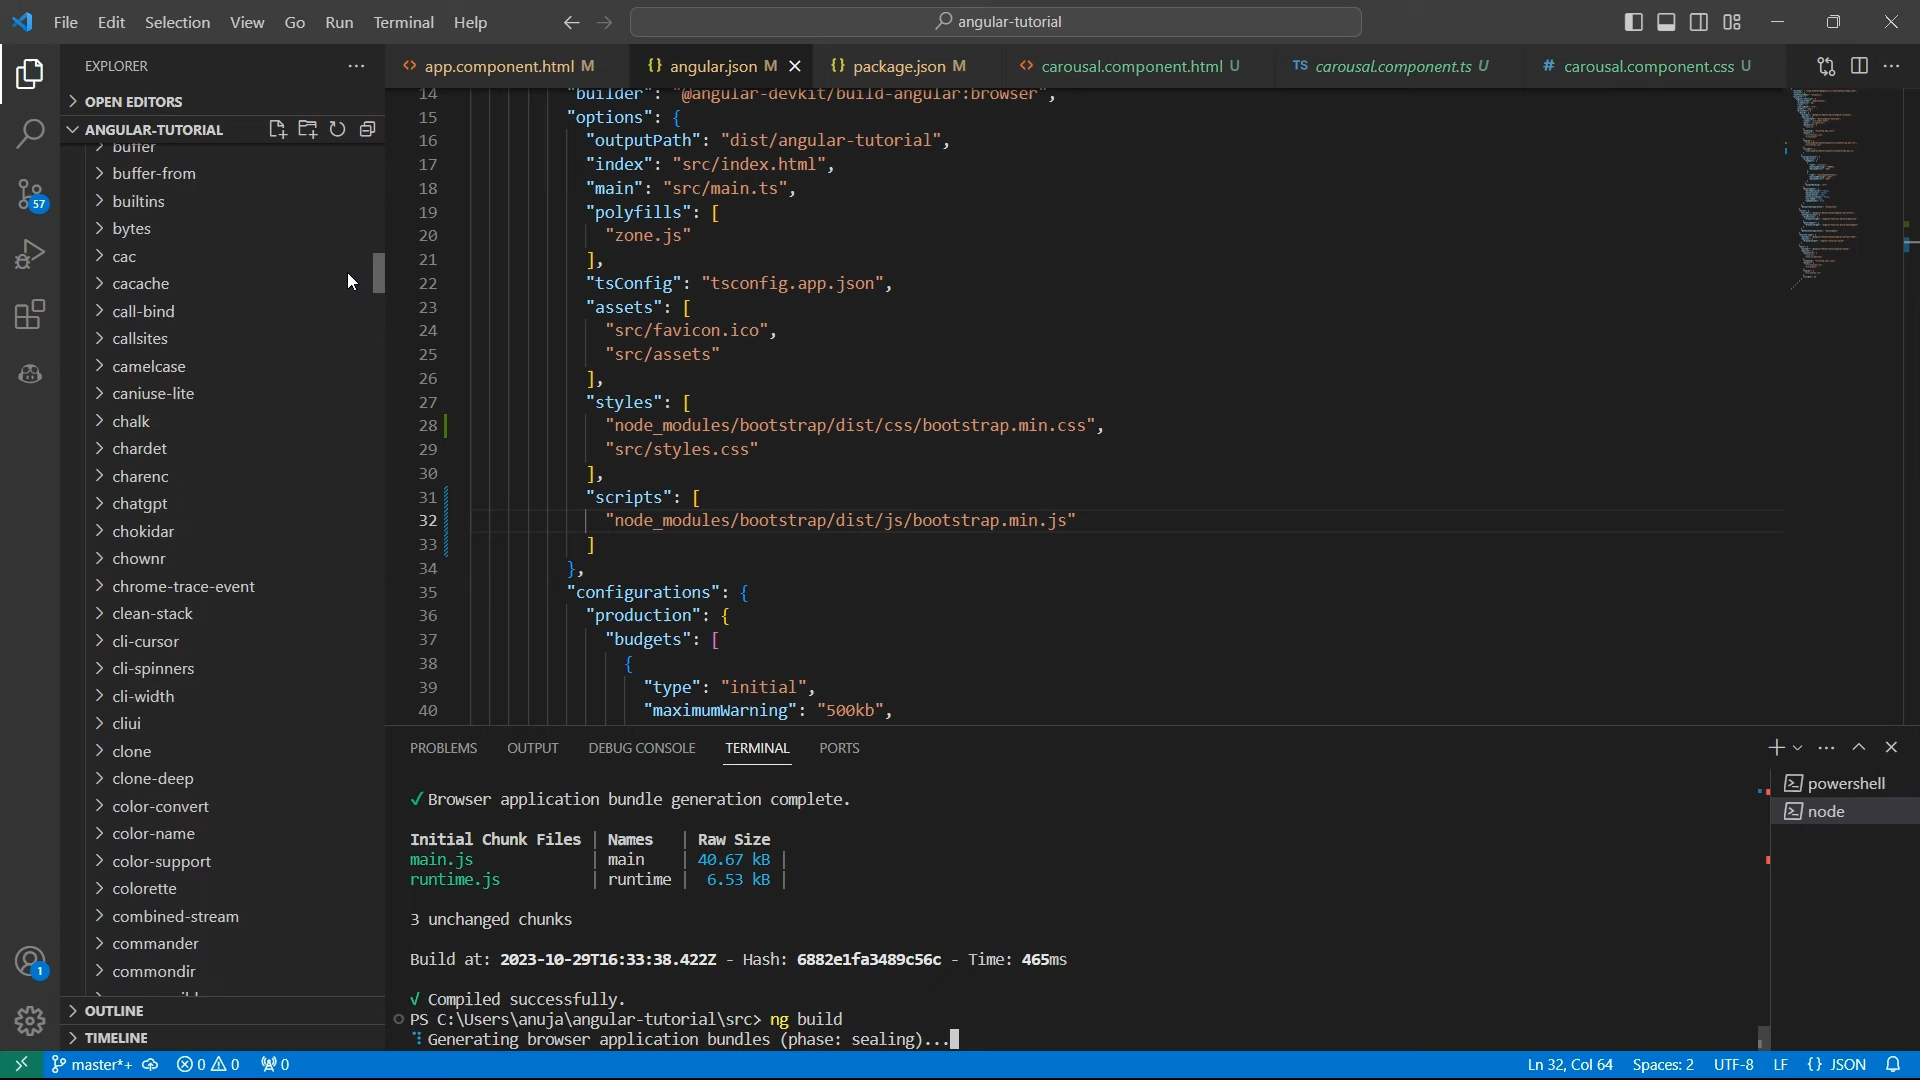 File Edit Selection View Go Run Terminal Help
angular-tutorial
EXPLORER
OPEN EDITORS
ANGULAR-TUTORIAL
buffer
buffer-from
builtins
bytes
cac
cacache
call-bind
callsites
camelcase
caniuse-lite
chalk
chardet
charenc
chatgpt
chokidar
chownr
chrome-trace-event
clean-stack
cli-cursor
cli-spinners
cli-width
cliui
clone
clone-deep
color-convert
color-name
color-support
colorette
combined-stream
commander
commondir
OUTLINE
TIMELINE
57
1
app.component.html M
{} angular.json M
{} package.json M
carousal.component.html U
TS carousal.component.ts U
# carousal.component.css U
14 "builder": "@angular-devkit/build-angular:browser",
15 "options": {
16 "outputPath": "dist/angular-tutorial",
17 "index": "src/index.html",
18 "main": "src/main.ts",
19 "polyfills": [
20 "zone.js"
21 ],
22 "tsConfig": "tsconfig.app.json",
23 "assets": [
24 "src/favicon.ico",
25 "src/assets"
26 ],
27 "styles": [
28 "node_modules/bootstrap/dist/css/bootstrap.min.css",
29 "src/styles.css"
30 ],
31 "scripts": [
32 "node_modules/bootstrap/dist/js/bootstrap.min.js"
33 ]
34 },
35 "configurations": {
36 "production": {
37 "budgets": [
38 {
39 "type": "initial",
40 "maximumWarning": "500kb",
PROBLEMS OUTPUT DEBUG CONSOLE TERMINAL PORTS
powershell
node
√ Browser application bundle generation complete.
Initial Chunk Files | Names | Raw Size
main.js | main | 40.67 kB |
runtime.js | runtime | 6.53 kB |
3 unchanged chunks
Build at: 2023-10-29T16:33:38.422Z - Hash: 6882e1fa3489c56c - Time: 465ms
√ Compiled successfully.
PS C:\Users\anuja\angular-tutorial\src> ng build
Generating browser application bundles (phase: sealing)...
master*+ 0 0 0
Ln 32, Col 64 Spaces: 2 UTF-8 LF {} JSON